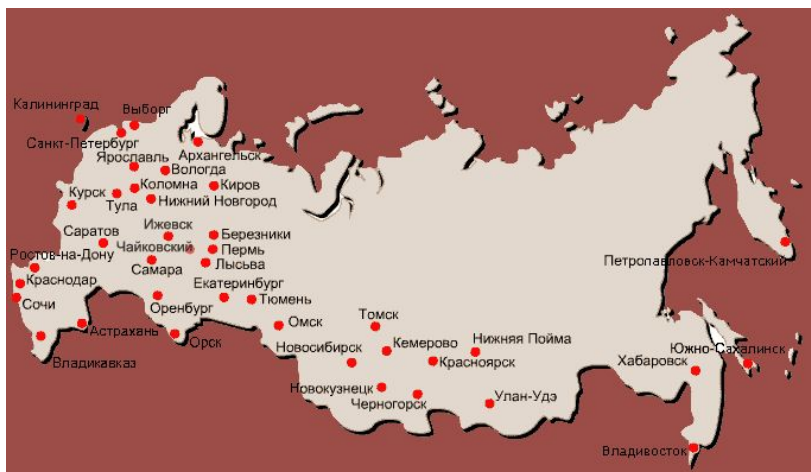 Калининград
Выборг
Санкт-Петербург
Архангельск
Ярославль
Вологда
Коломна
Киров
Курск
Тула
Нижний Новгород
Ижевск
Саратов
Березники
Чайковский
Пермь
Ростов-на-Дону
Самара
Лысьва
Петропавловск-Камчатский
Краснодар
Екатеринбург
Сочи
Оренбург
Тюмень
Томск
Астрахань
Омск
Орск
Владикавказ
Новосибирск
Кемерово
Нижняя Пойма
Южно-Сахалинск
Красноярск
Хабаровск
Новокузнецк
Черногорск
Улан-Удэ
Владивосток